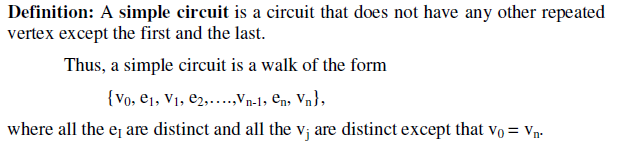 Definition: A simple circuit is a circuit that does not have any other repeated
vertex except the first and the last.
Thus, a simple circuit is a walk of the form
{v₀, e₁, v₁, e₂,….,vₙ₋₁, eₙ, vₙ},
where all the eᵢ are distinct and all the vⱼ are distinct except that v₀ = vₙ.